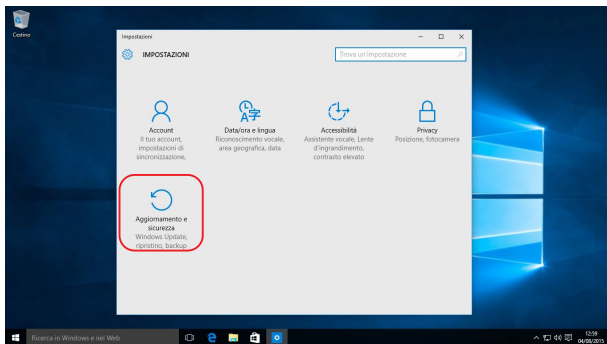 Cestino
Impostazioni
IMPOSTAZIONI
Trova un'impostazione
Account
Il tuo account,
impostazioni di
sincronizzazione,
Data/ora e lingua
Riconoscimento vocale,
area geografica, data
Accessibilità
Assistente vocale, Lente
d'ingrandimento,
contrasto elevato
Privacy
Posizione, fotocamera
Aggiornamento e
sicurezza
Windows Update,
ripristino, backup
Ricerca in Windows e nel Web
12:59
04/08/2015